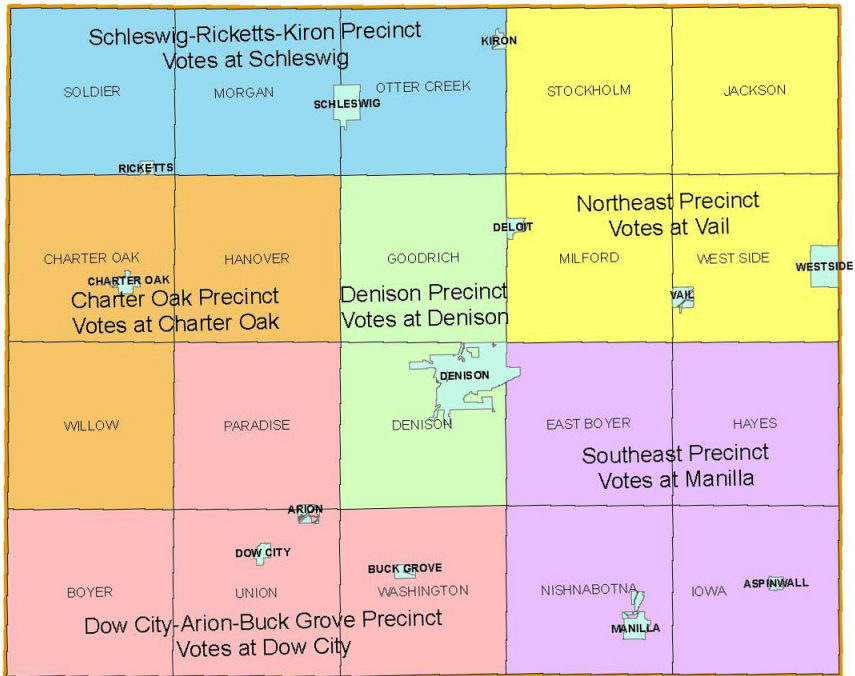 Schleswig-Ricketts-Kiron Precinct
Votes at Schleswig
KIRON
SOLDIER
MORGAN
OTTER CREEK
STOCKHOLM
JACKSON
SCHLESWIG
RICKETTS
Northeast Precinct
Votes at Vail
DELOIT
CHARTER OAK
HANOVER
GOODRICH
MILFORD
WEST SIDE
WESTSIDE
CHARTER OAK
VAIL
Charter Oak Precinct
Votes at Charter Oak
Denison Precinct
Votes at Denison
DENISON
WILLOW
PARADISE
DENISON
EAST BOYER
HAYES
Southeast Precinct
Votes at Manilla
ARION
DOW CITY
BUCK GROVE
BOYER
UNION
WASHINGTON
NISHNABOTNA
IOWA
ASPINWALL
MANILLA
Dow City-Arion-Buck Grove Precinct
Votes at Dow City